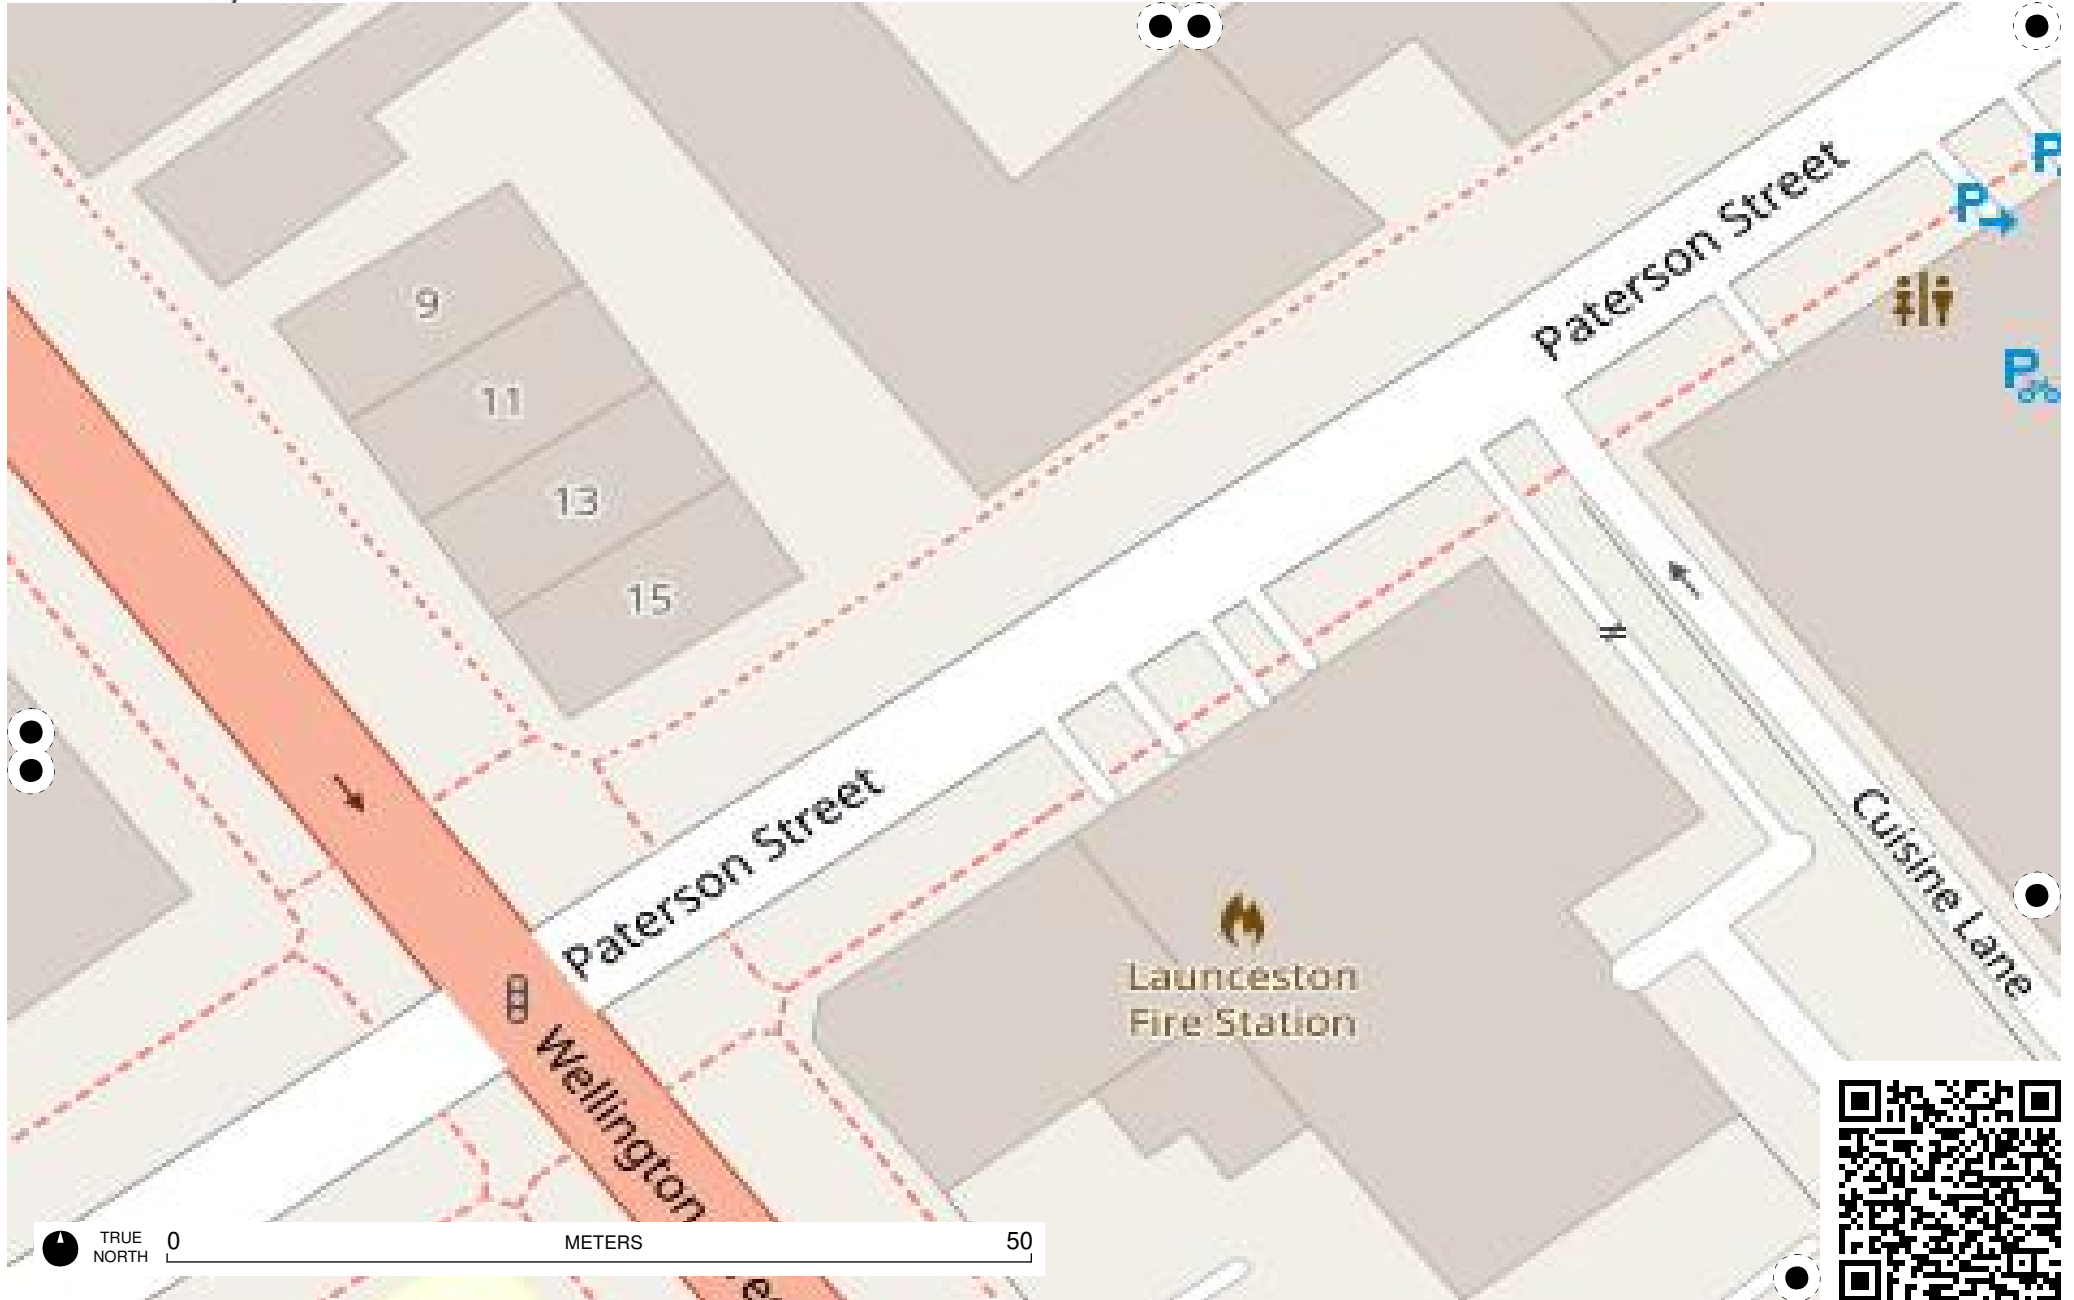 Paterson Street
P
P
9
11
P
13
15
Paterson Street
Cuisine Lane
Launceston
Fire Station
Wellington
TRUE
NORTH
0
METERS
50